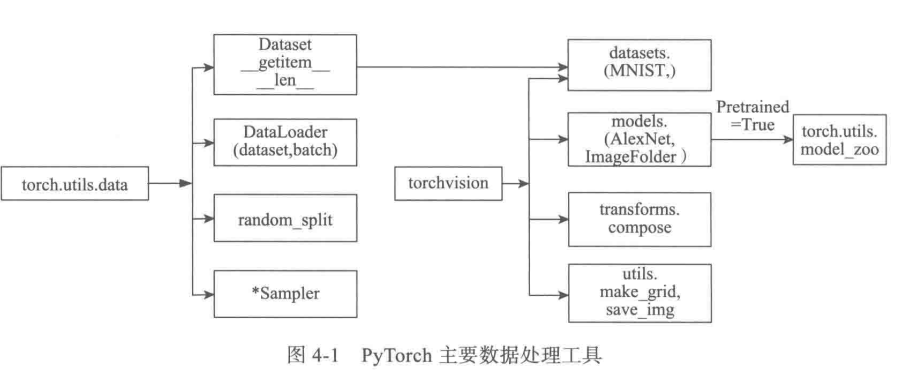 Dataset
__getitem__
__len__
DataLoader
(dataset,batch)
torch.utils.data
random_split
*Sampler
datasets.
(MNIST,)
models.
(AlexNet,
ImageFolder )
Pretrained
=True
torch.utils.
model_zoo
torchvision
transforms.
compose
utils.
make_grid,
save_img
图 4-1 PyTorch 主要数据处理工具